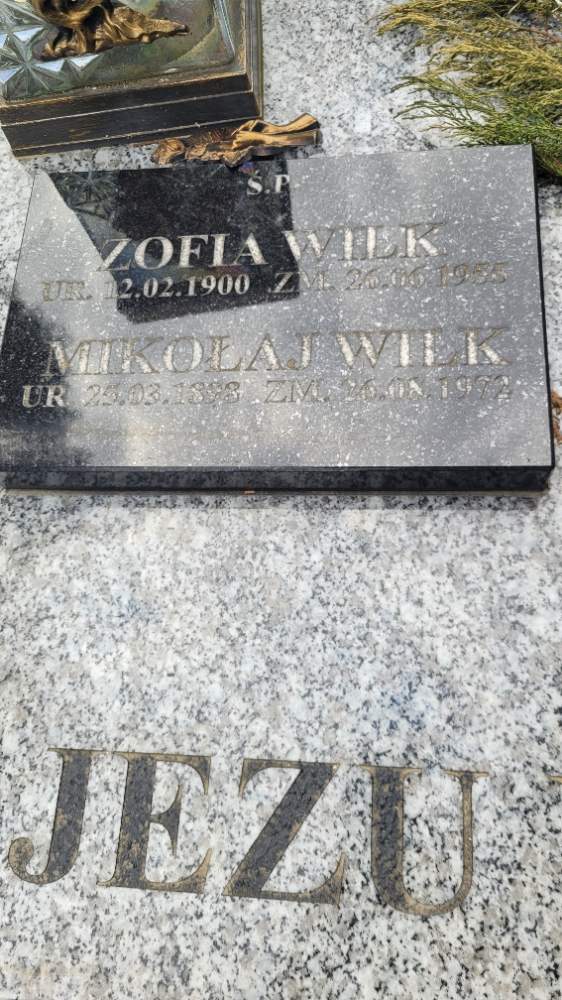 Ś.P.
ZOFIA WILK
UR. 12.02.1900 ZM. 26.06.1955
MIKOŁAJ WILK
UR. 25.03.1898 ZM. 26.08.1972
JEZU